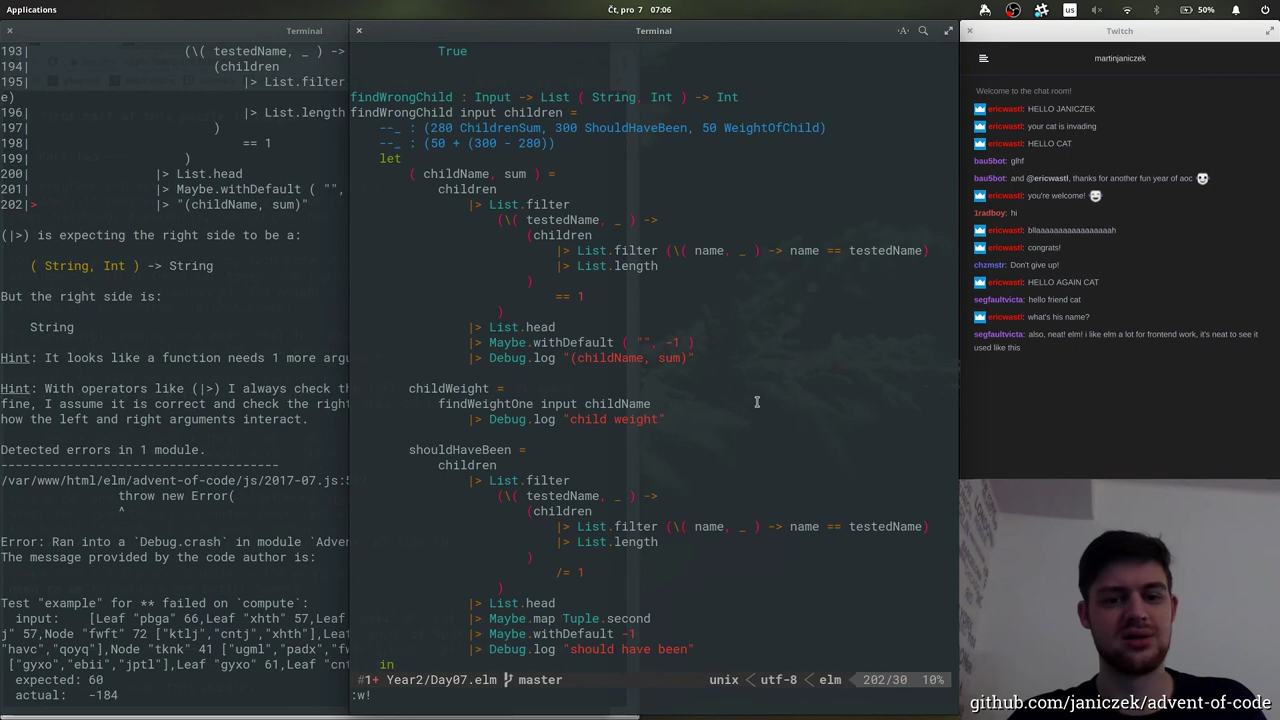 Applications
Čt, pro 7 07:06
us
50%
Terminal
193| (\( testedName, _ ) ->
194| (children
195| |> List.filter
e)
196| |> List.length
197| )
198| == 1
199| )
200| |> List.head
201| |> Maybe.withDefault ( "",
202|> |> "(childName, sum)"
(|>) is expecting the right side to be a:
( String, Int ) -> String
But the right side is:
String
Hint: It looks like a function needs 1 more argu
Hint: With operators like (|>) I always check the
fine, I assume it is correct and check the right
how the left and right arguments interact.
Detected errors in 1 module.
----------------------------------------
/var/www/html/elm/advent-of-code/js/2017-07.js:5
throw new Error(
^
Error: Ran into a `Debug.crash` in module `Adven
The message provided by the code author is:
Test "example" for ** failed on `compute`:
input: [Leaf "pbga" 66,Leaf "xhth" 57,
j" 57,Node "fwft" 72 ["ktlj","cntj","xhth"],Leaf
"havc","qoyq"],Node "tknk" 41 ["ugml","padx","fw
["gyxo","ebii","jptl"],Leaf "gyxo" 61,Leaf "cnt
expected: 60
actual: -184
Terminal
True
findWrongChild : Input -> List ( String, Int ) -> Int
findWrongChild input children =
--_ : (280 ChildrenSum, 300 ShouldHaveBeen, 50 WeightOfChild)
--_ : (50 + (300 - 280))
let
( childName, sum ) =
children
|> List.filter
(\( testedName, _ ) ->
(children
|> List.filter (\( name, _ ) -> name == testedName)
|> List.length
)
== 1
)
|> List.head
|> Maybe.withDefault ( "", -1 )
|> Debug.log "(childName, sum)"
childWeight =
findWeightOne input childName
|> Debug.log "child weight"
shouldHaveBeen =
children
|> List.filter
(\( testedName, _ ) ->
(children
|> List.filter (\( name, _ ) -> name == testedName)
|> List.length
)
/= 1
)
|> List.head
|> Maybe.map Tuple.second
|> Maybe.withDefault -1
|> Debug.log "should have been"
in
#1+ Year2/Day07.elm master unix < utf-8 < elm 202/30 10%
:w!
Twitch
martinjaniczek
Welcome to the chat room!
ericwastl: HELLO JANICZEK
ericwastl: your cat is invading
ericwastl: HELLO CAT
bau5bot: glhf
bau5bot: and @ericwastl, thanks for another fun year of aoc
ericwastl: you're welcome!
1radboy: hi
ericwastl: bllaaaaaaaaaaaaaaaaah
ericwastl: congrats!
chzmstr: Don't give up!
ericwastl: HELLO AGAIN CAT
segfaultvicta: hello friend cat
ericwastl: what's his name?
segfaultvicta: also, neat! elm! i like elm a lot for frontend work, it's neat to see it
used like this
github.com/janiczek/advent-of-code